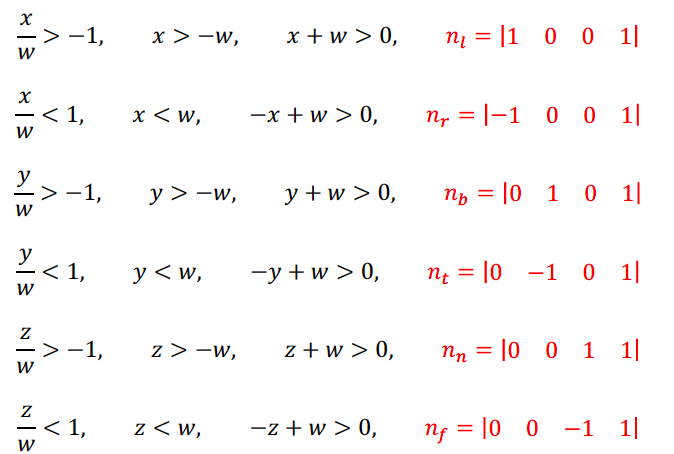 x/w > −1, x > −w, x + w > 0, n_l = |1 0 0 1|
x/w < 1, x < w, −x + w > 0, n_r = |−1 0 0 1|
y/w > −1, y > −w, y + w > 0, n_b = |0 1 0 1|
y/w < 1, y < w, −y + w > 0, n_t = |0 −1 0 1|
z/w > −1, z > −w, z + w > 0, n_n = |0 0 1 1|
z/w < 1, z < w, −z + w > 0, n_f = |0 0 −1 1|